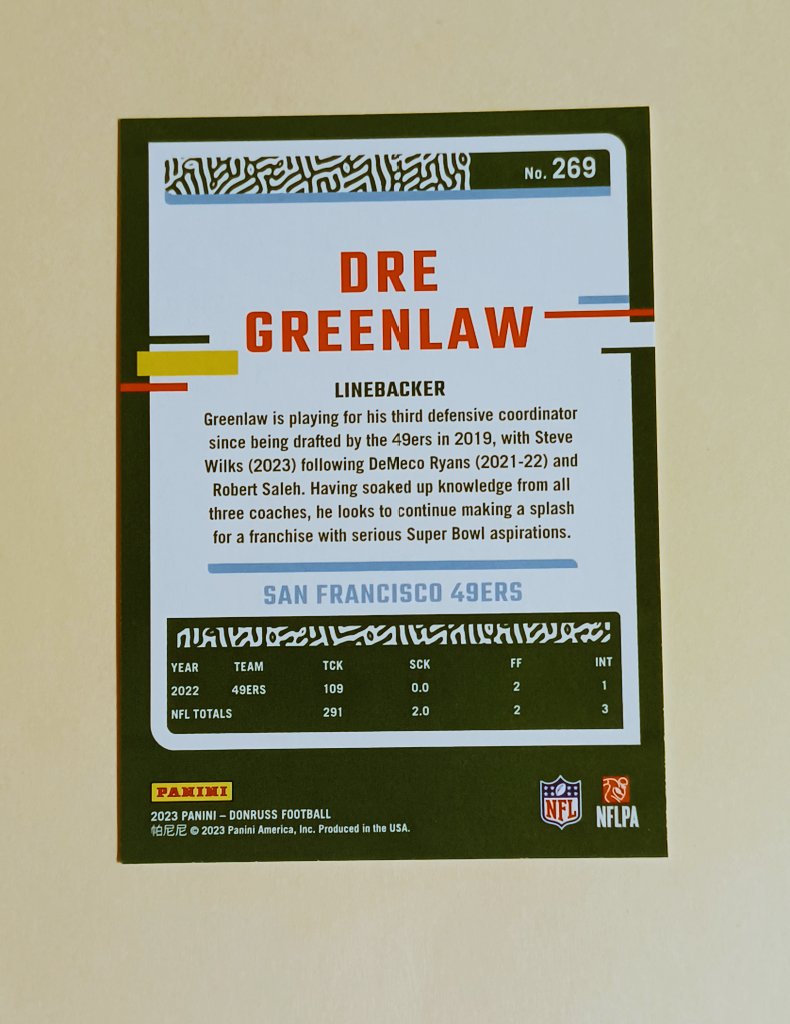 No. 269
DRE
GREENLAW
LINEBACKER
Greenlaw is playing for his third defensive coordinator
since being drafted by the 49ers in 2019, with Steve
Wilks (2023) following DeMeco Ryans (2021-22) and
Robert Saleh. Having soaked up knowledge from all
three coaches, he looks to continue making a splash
for a franchise with serious Super Bowl aspirations.
SAN FRANCISCO 49ERS
YEAR TEAM TCK SCK FF INT
2022 49ERS 109 0.0 2 1
NFL TOTALS 291 2.0 2 3
PANINI
2023 PANINI – DONRUSS FOOTBALL
帕尼尼 © 2023 Panini America, Inc. Produced in the USA.
NFL
NFLPA